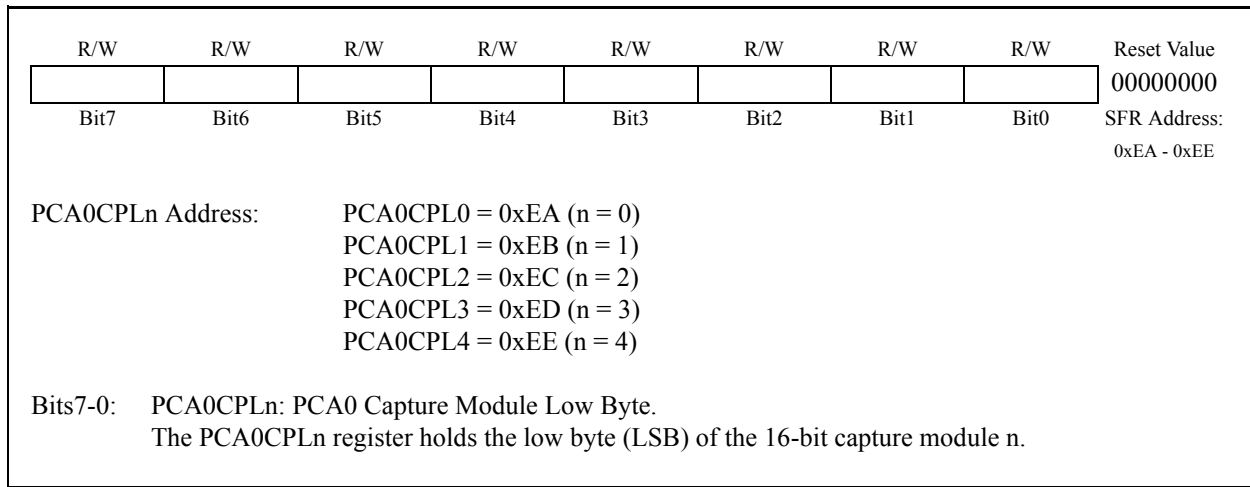 R/W R/W R/W R/W R/W R/W R/W R/W Reset Value
00000000
Bit7 Bit6 Bit5 Bit4 Bit3 Bit2 Bit1 Bit0 SFR Address:
0xEA - 0xEE
PCA0CPLn Address: PCA0CPL0 = 0xEA (n = 0)
PCA0CPL1 = 0xEB (n = 1)
PCA0CPL2 = 0xEC (n = 2)
PCA0CPL3 = 0xED (n = 3)
PCA0CPL4 = 0xEE (n = 4)
Bits7-0: PCA0CPLn: PCA0 Capture Module Low Byte.
The PCA0CPLn register holds the low byte (LSB) of the 16-bit capture module n.